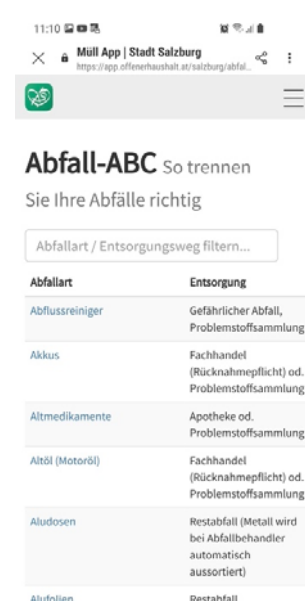 11:10
Müll App | Stadt Salzburg
https://app.offenerhaushalt.at/salzburg/abfal...
Abfall-ABC So trennen
Sie Ihre Abfälle richtig
Abfallart / Entsorgungsweg filtern...
Abfallart Entsorgung
Abflussreiniger Gefährlicher Abfall,
Problemstoffsammlung
Akkus Fachhandel
(Rücknahmepflicht) od.
Problemstoffsammlung
Altmedikamente Apotheke od.
Problemstoffsammlung
Altöl (Motoröl) Fachhandel
(Rücknahmepflicht) od.
Problemstoffsammlung
Aludosen Restabfall (Metall wird
bei Abfallbehandler
automatisch
aussortiert)
Alufolien Restabfall